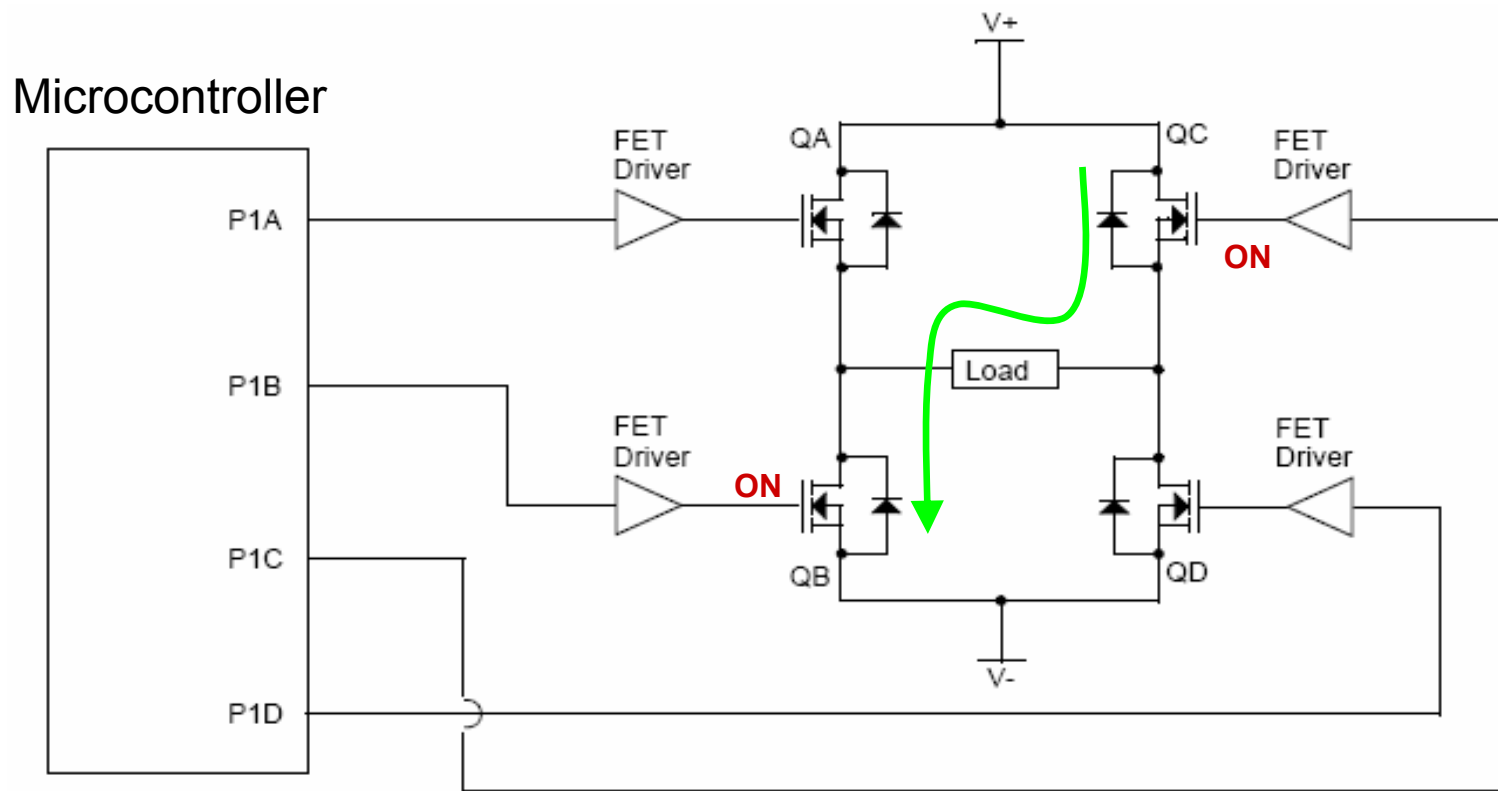 V+
Microcontroller
FET
Driver
QA
QC
FET
Driver
P1A
ON
Load
P1B
FET
Driver
ON
FET
Driver
P1C
QB
QD
V-
P1D